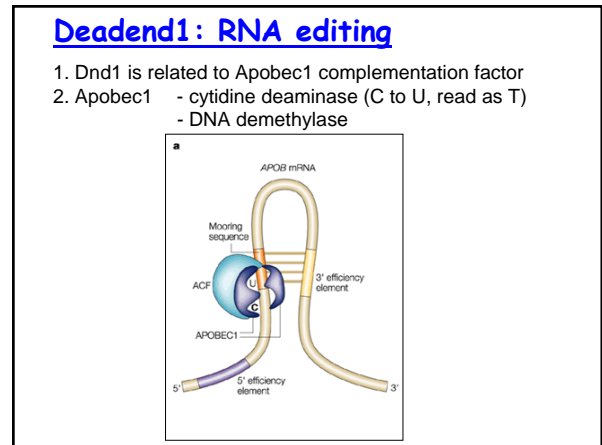 Deadend1: RNA editing
1. Dnd1 is related to Apobec1 complementation factor
2. Apobec1 - cytidine deaminase (C to U, read as T)
- DNA demethylase
a
APOB mRNA
Mooring
sequence
ACF
U
C
3' efficiency
element
APOBEC1
5' efficiency
element
5'
3'